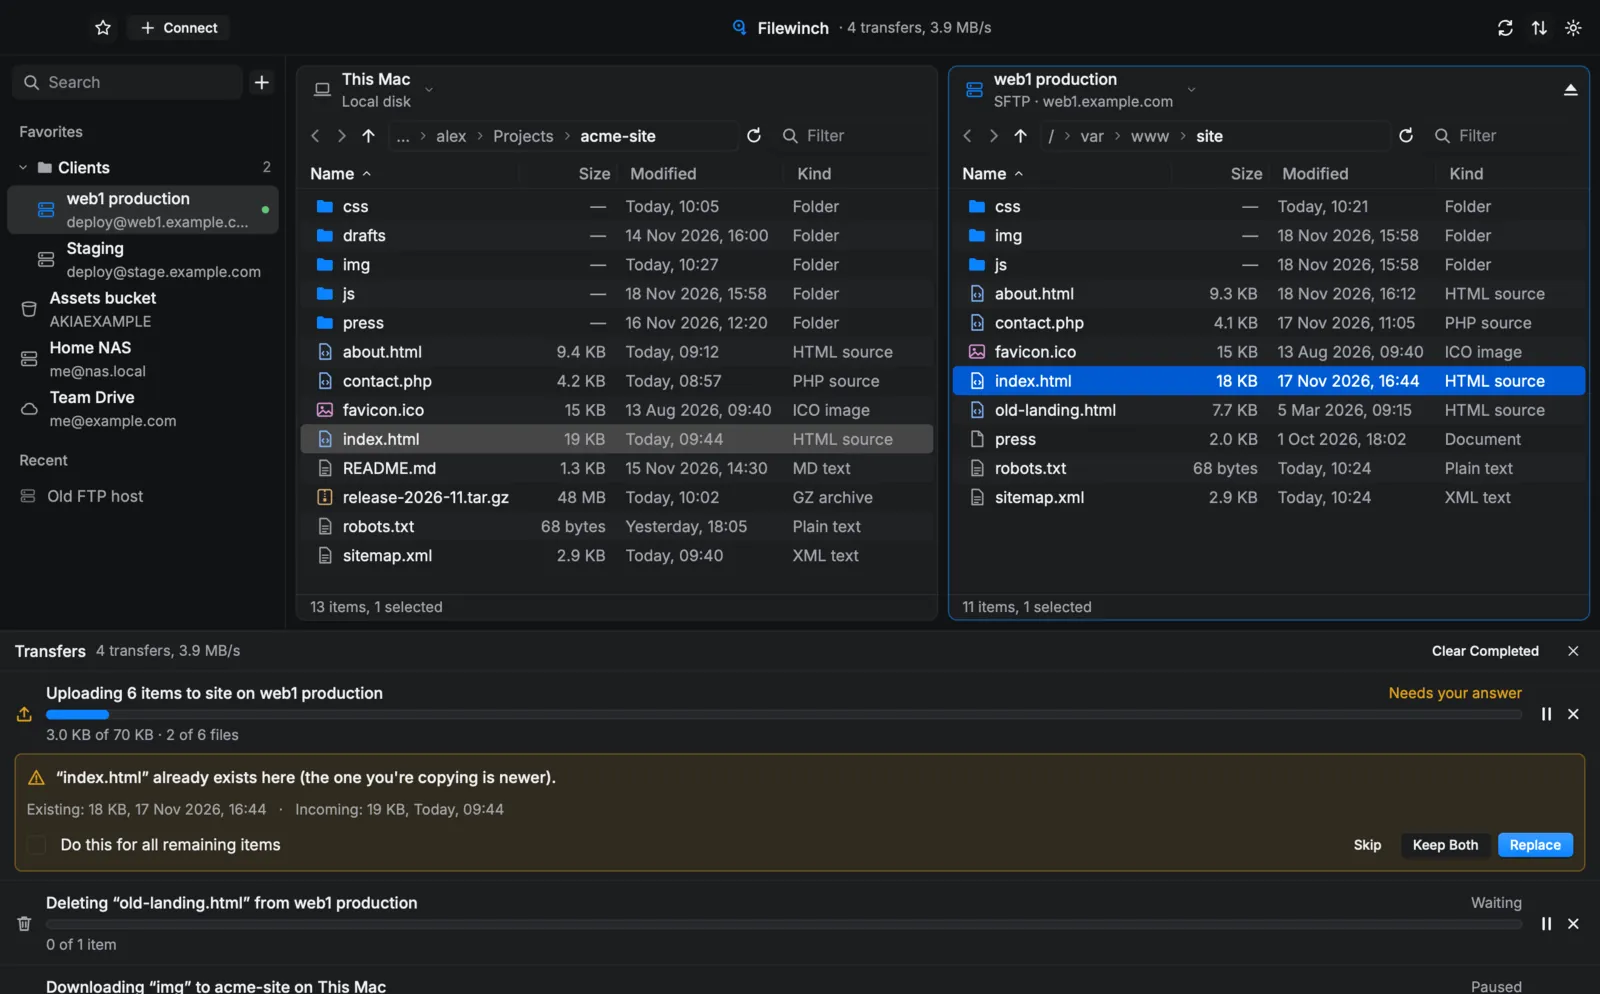 Connect
Filewinch · 4 transfers, 3.9 MB/s
Search
Favorites
Clients 2
web1 production
deploy@web1.example.c...
Staging
deploy@stage.example.com
Assets bucket
AKIAEXAMPLE
Home NAS
me@nas.local
Team Drive
me@example.com
Recent
Old FTP host
This Mac
Local disk
... › alex › Projects › acme-site
Filter
Name Size Modified Kind
css — Today, 10:05 Folder
drafts — 14 Nov 2026, 16:00 Folder
img — Today, 10:27 Folder
js — 18 Nov 2026, 15:58 Folder
press — 16 Nov 2026, 12:20 Folder
about.html 9.4 KB Today, 09:12 HTML source
contact.php 4.2 KB Today, 08:57 PHP source
favicon.ico 15 KB 13 Aug 2026, 09:40 ICO image
index.html 19 KB Today, 09:44 HTML source
README.md 1.3 KB 15 Nov 2026, 14:30 MD text
release-2026-11.tar.gz 48 MB Today, 10:02 GZ archive
robots.txt 68 bytes Yesterday, 18:05 Plain text
sitemap.xml 2.9 KB Today, 09:40 XML text
13 items, 1 selected
web1 production
SFTP · web1.example.com
/ › var › www › site
Filter
Name Size Modified Kind
css — Today, 10:21 Folder
img — 18 Nov 2026, 15:58 Folder
js — 18 Nov 2026, 15:58 Folder
about.html 9.3 KB 18 Nov 2026, 16:12 HTML source
contact.php 4.1 KB 17 Nov 2026, 11:05 PHP source
favicon.ico 15 KB 13 Aug 2026, 09:40 ICO image
index.html 18 KB 17 Nov 2026, 16:44 HTML source
old-landing.html 7.7 KB 5 Mar 2026, 09:15 HTML source
press 2.0 KB 1 Oct 2026, 18:02 Document
robots.txt 68 bytes Today, 10:24 Plain text
sitemap.xml 2.9 KB Today, 10:24 XML text
11 items, 1 selected
Transfers 4 transfers, 3.9 MB/s
Clear Completed
Uploading 6 items to site on web1 production
Needs your answer
3.0 KB of 70 KB · 2 of 6 files
“index.html” already exists here (the one you're copying is newer).
Existing: 18 KB, 17 Nov 2026, 16:44 · Incoming: 19 KB, Today, 09:44
Do this for all remaining items
Skip Keep Both Replace
Deleting “old-landing.html” from web1 production
Waiting
0 of 1 item
Downloading “img” to acme-site on This Mac
Paused